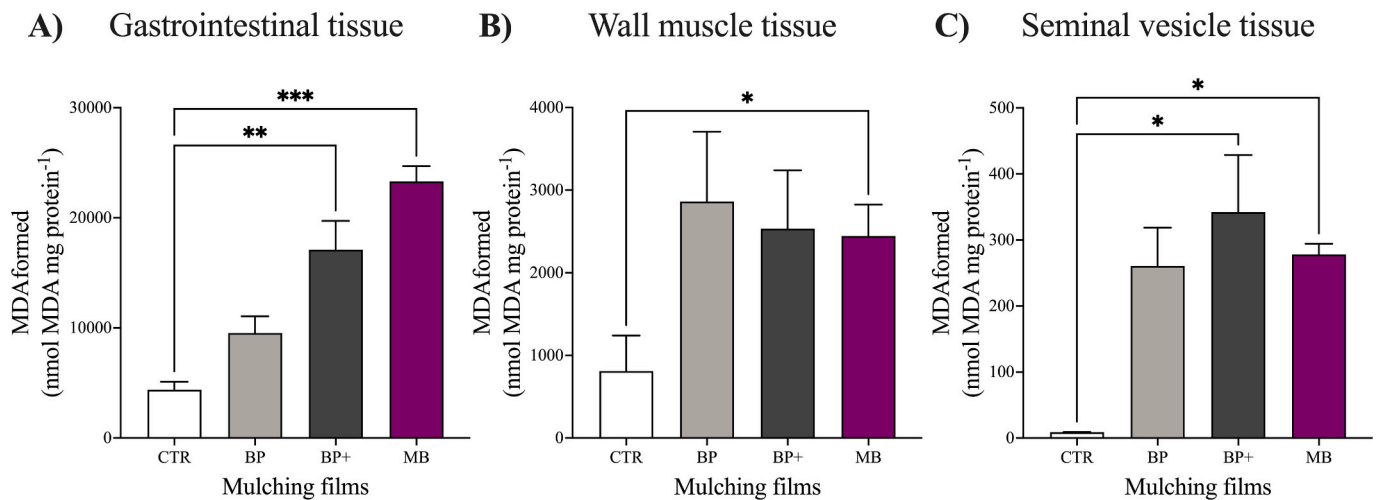 A) Gastrointestinal tissue
MDAformed
(nmol MDA mg protein-1)
30000
20000
10000
0
***
**
CTR BP BP+ MB
Mulching films
B) Wall muscle tissue
MDAformed
(nmol MDA mg protein-1)
4000
3000
2000
1000
0
*
CTR BP BP+ MB
Mulching films
C) Seminal vesicle tissue
MDAformed
(nmol MDA mg protein-1)
500
400
300
200
100
0
*
*
CTR BP BP+ MB
Mulching films